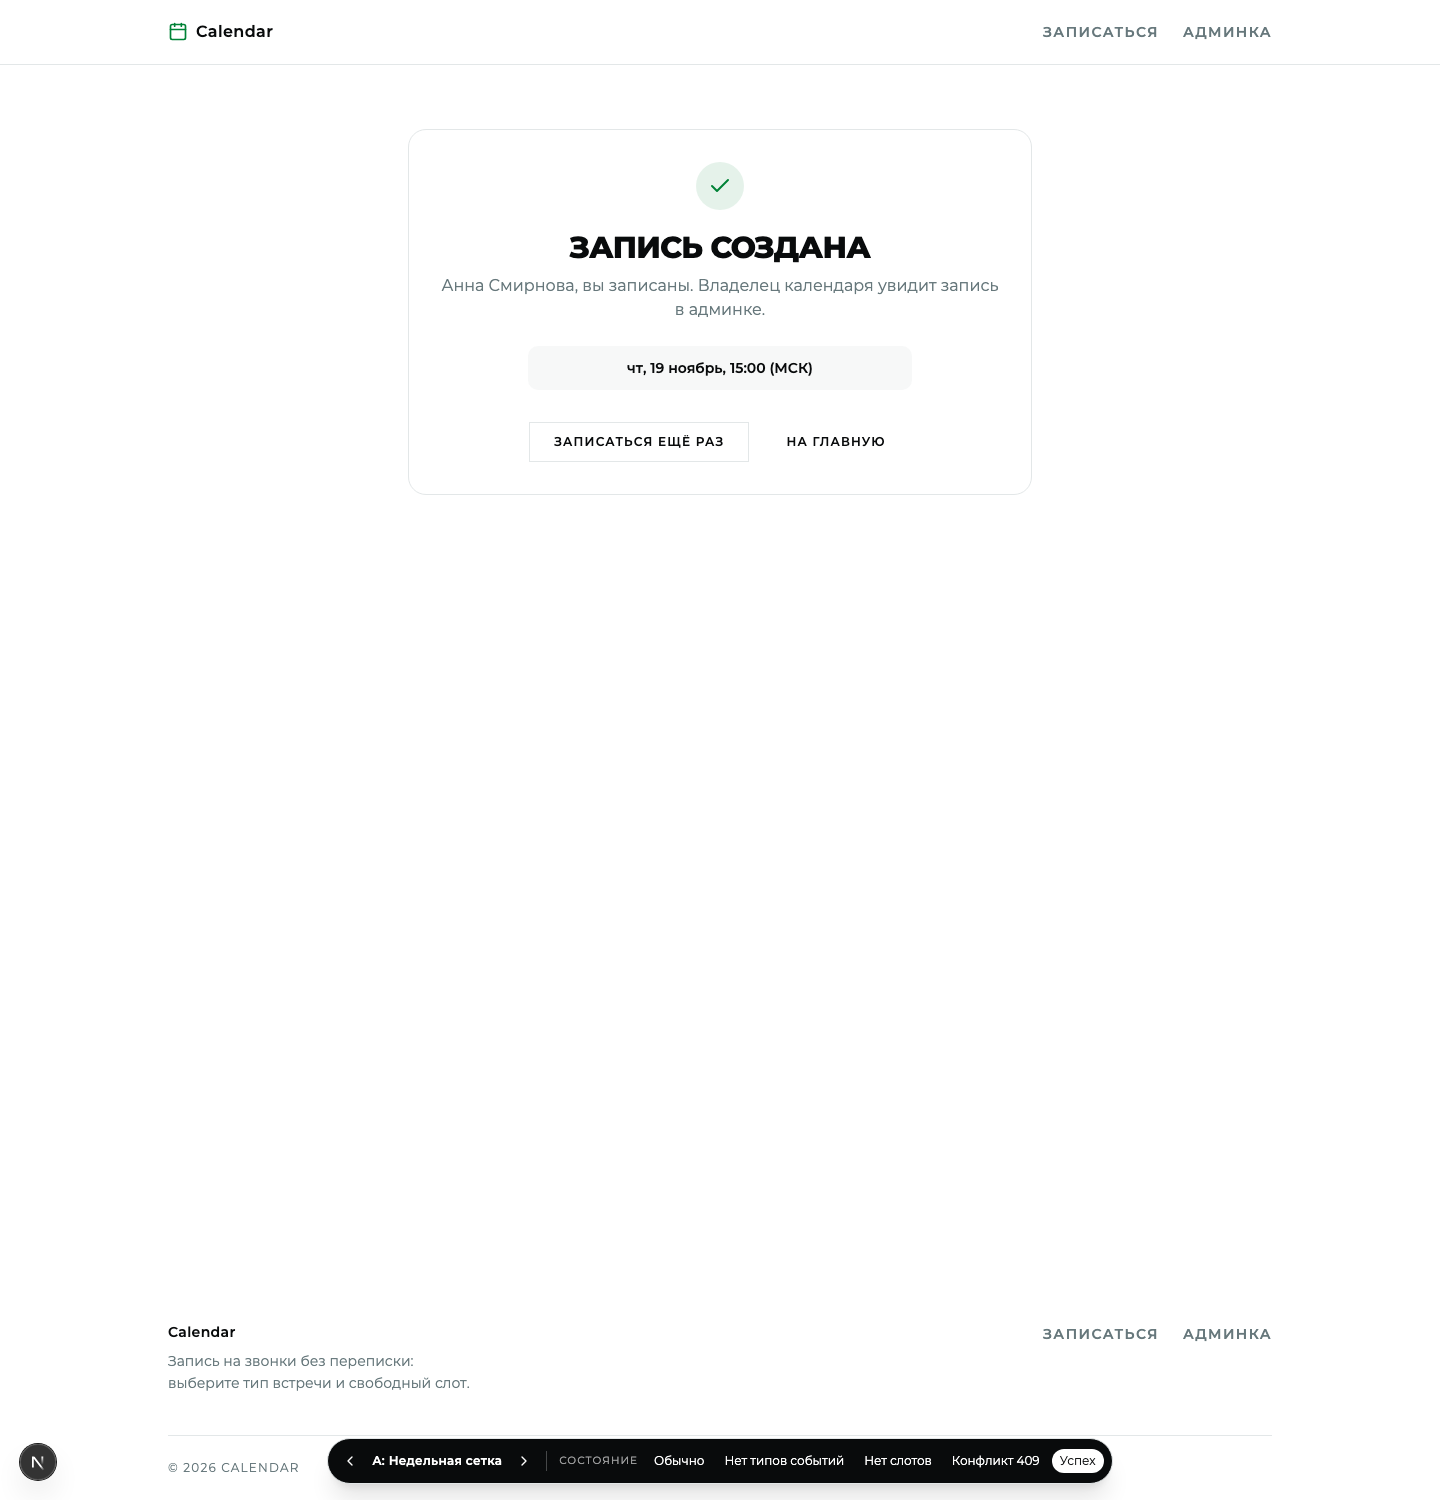 Calendar
ЗАПИСАТЬСЯ АДМИНКА
ЗАПИСЬ СОЗДАНА
Анна Смирнова, вы записаны. Владелец календаря увидит запись
в админке.
чт, 19 ноябрь, 15:00 (МСК)
ЗАПИСАТЬСЯ ЕЩЁ РАЗ НА ГЛАВНУЮ
Calendar
ЗАПИСАТЬСЯ АДМИНКА
Запись на звонки без переписки:
выберите тип встречи и свободный слот.
© 2026 CALENDAR
A: Недельная сетка СОСТОЯНИЕ Обычно Нет типов событий Нет слотов Конфликт 409 Успех
N